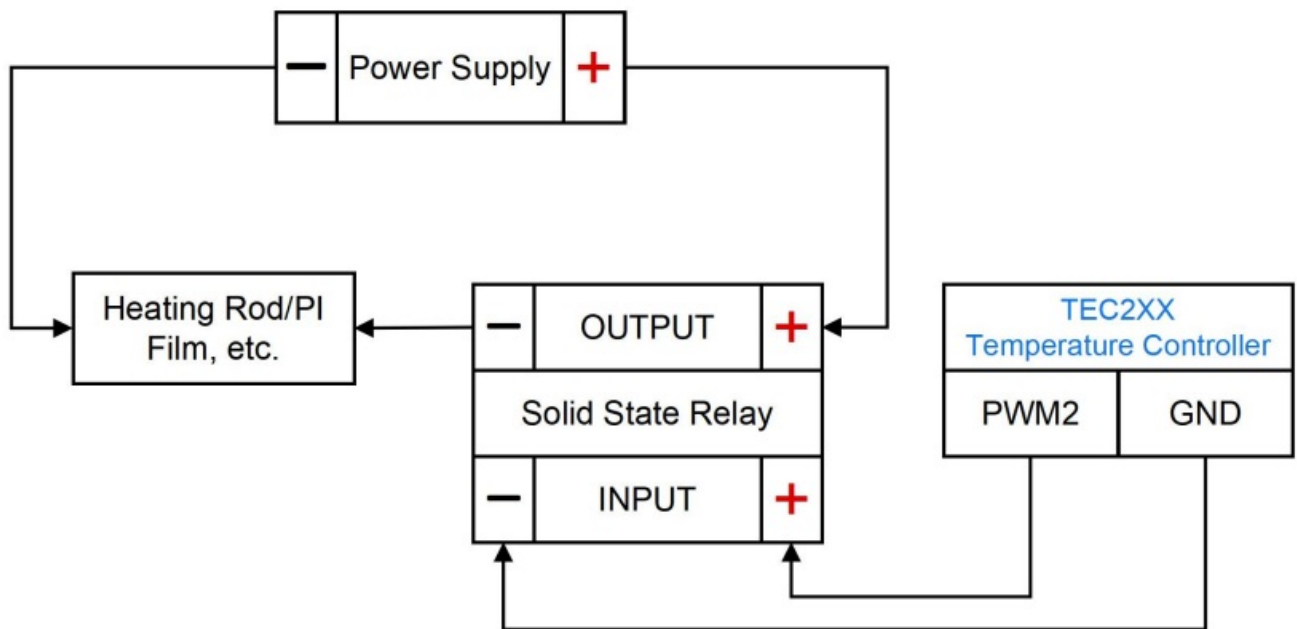 − Power Supply +
Heating Rod/PI
Film, etc.
− OUTPUT +
Solid State Relay
− INPUT +
TEC2XX
Temperature Controller
PWM2 GND